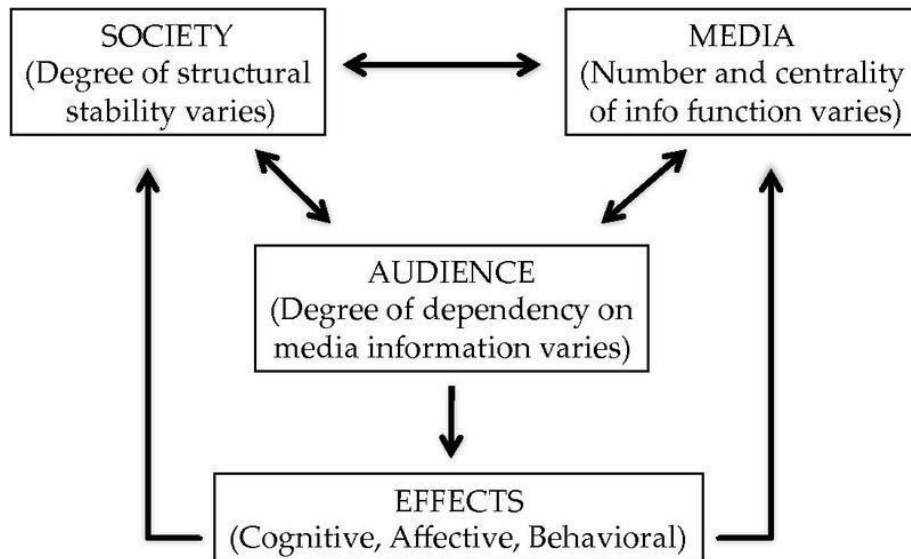 SOCIETY
(Degree of structural
stability varies)
MEDIA
(Number and centrality
of info function varies)
AUDIENCE
(Degree of dependency on
media information varies)
EFFECTS
(Cognitive, Affective, Behavioral)